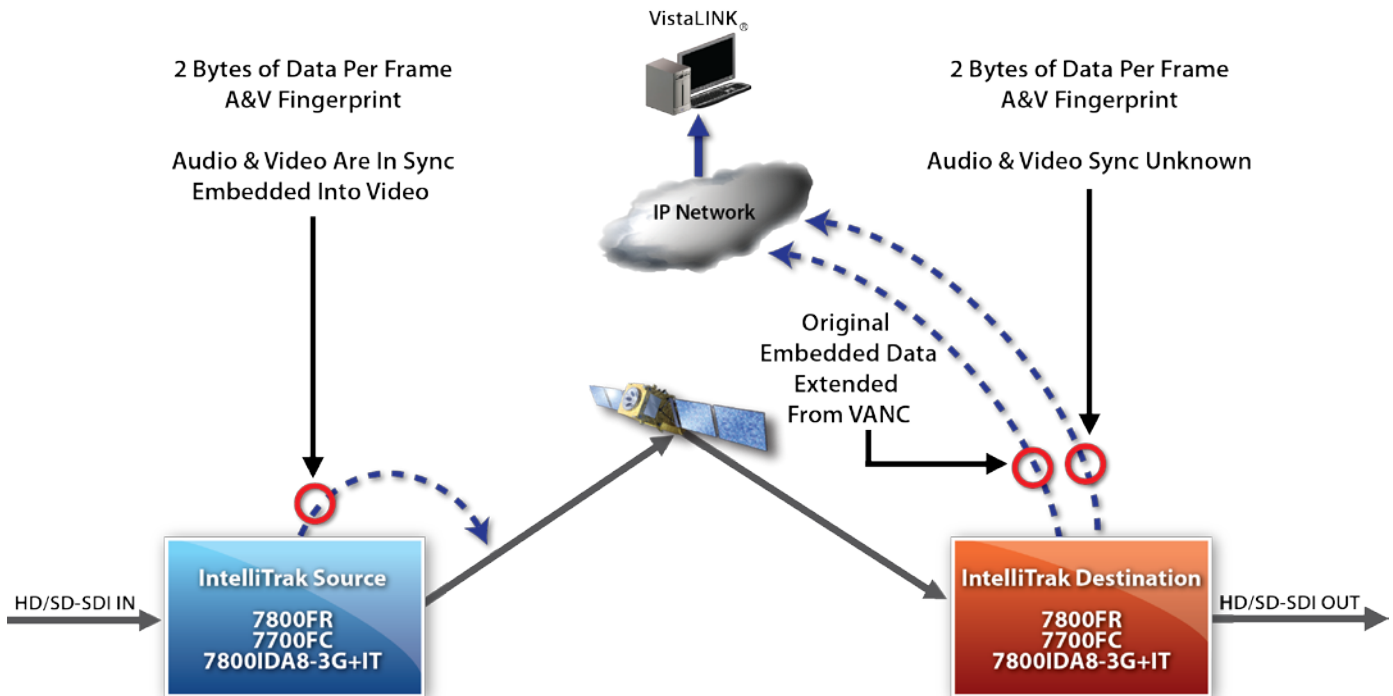 VistaLINK®
2 Bytes of Data Per Frame
A&V Fingerprint
Audio & Video Are In Sync
Embedded Into Video
2 Bytes of Data Per Frame
A&V Fingerprint
Audio & Video Sync Unknown
IP Network
Original
Embedded Data
Extended
From VANC
HD/SD-SDI IN
IntelliTrak Source
7800FR
7700FC
7800IDA8-3G+IT
IntelliTrak Destination
7800FR
7700FC
7800IDA8-3G+IT
HD/SD-SDI OUT